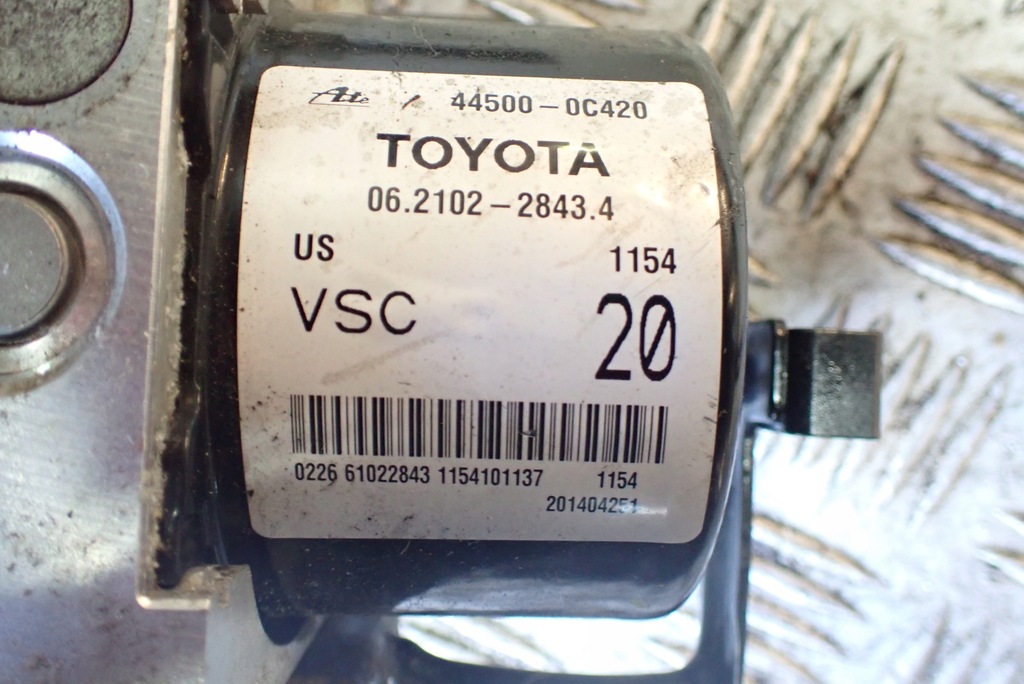 Ate / 44500-0C420
TOYOTA
06.2102-2843.4
US 1154
VSC 20
0226 61022843 1154101137 1154
201404251